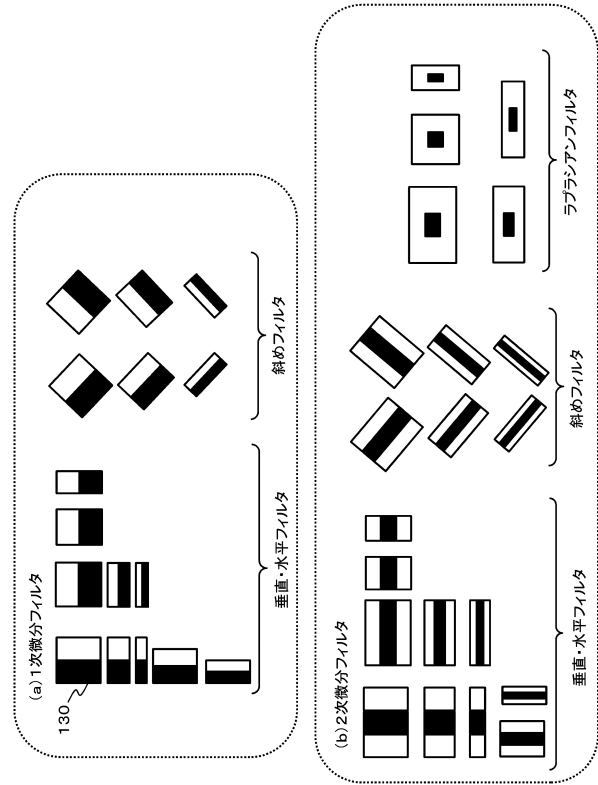 (a)1次微分フィルタ
130
垂直・水平フィルタ
斜めフィルタ
(b)2次微分フィルタ
垂直・水平フィルタ
斜めフィルタ
ラプラシアンフィルタ